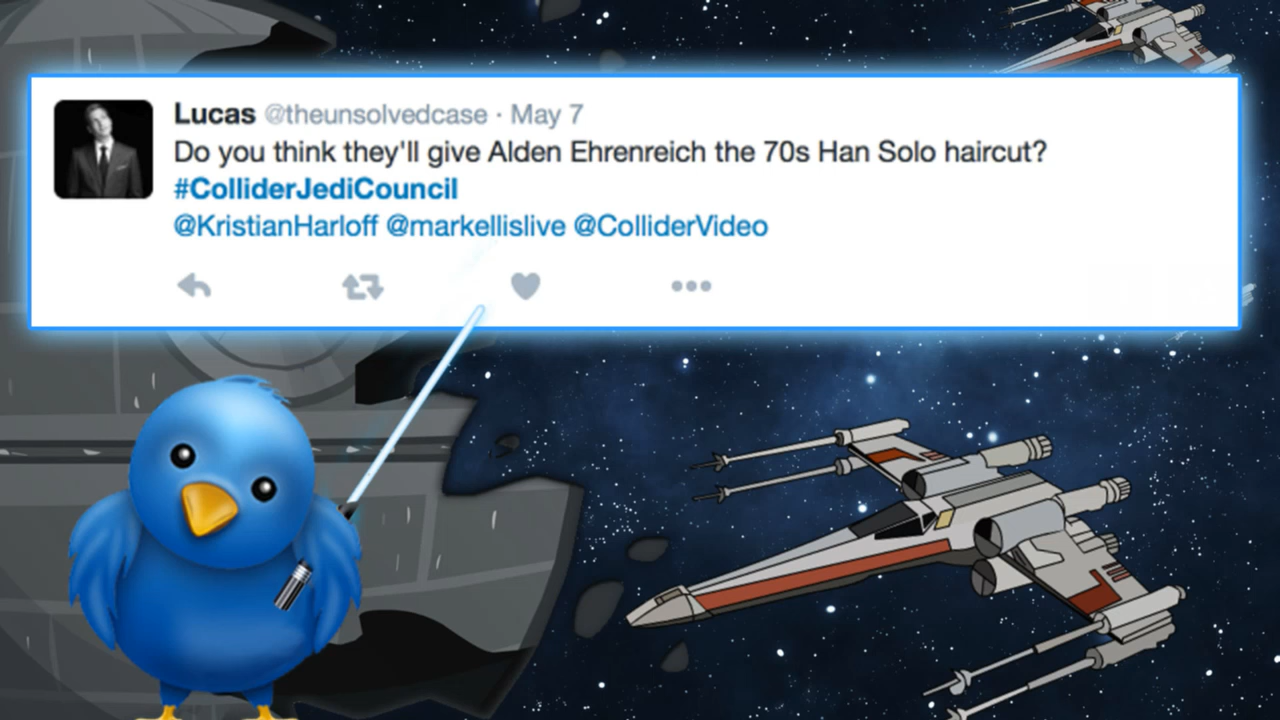 Lucas @theunsolvedcase · May 7
Do you think they'll give Alden Ehrenreich the 70s Han Solo haircut?
#ColliderJediCouncil
@KristianHarloff @markellislive @ColliderVideo